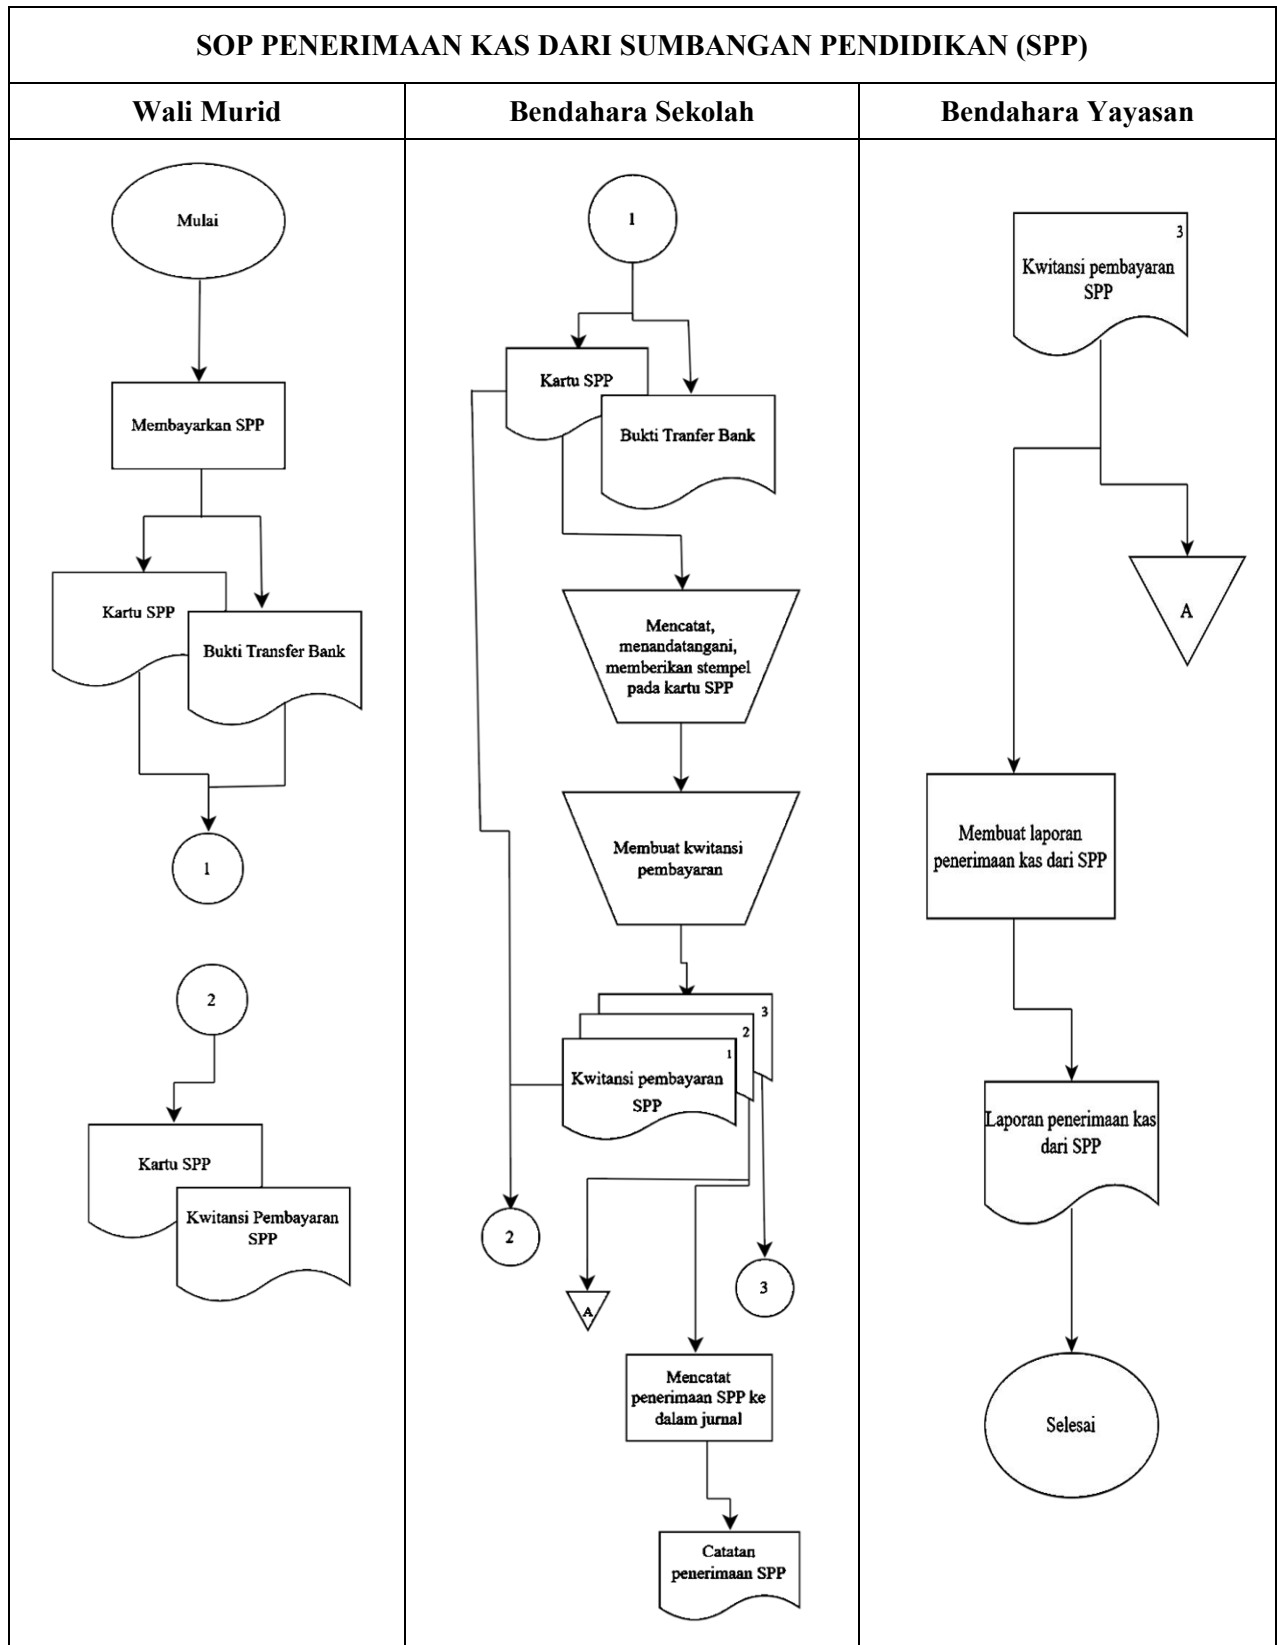 SOP PENERIMAAN KAS DARI SUMBANGAN PENDIDIKAN (SPP)
Wali Murid
Bendahara Sekolah
Bendahara Yayasan
Mulai
Membayarkan SPP
Kartu SPP
Bukti Transfer Bank
1
2
Kartu SPP
Kwitansi Pembayaran
SPP
1
Kartu SPP
Bukti Tranfer Bank
Mencatat,
menandatangani,
memberikan stempel
pada kartu SPP
Membuat kwitansi
pembayaran
3
2
1
Kwitansi pembayaran
SPP
2
A
3
Mencatat
penerimaan SPP ke
dalam jurnal
Catatan
penerimaan SPP
3
Kwitansi pembayaran
SPP
A
Membuat laporan
penerimaan kas dari SPP
Laporan penerimaan kas
dari SPP
Selesai